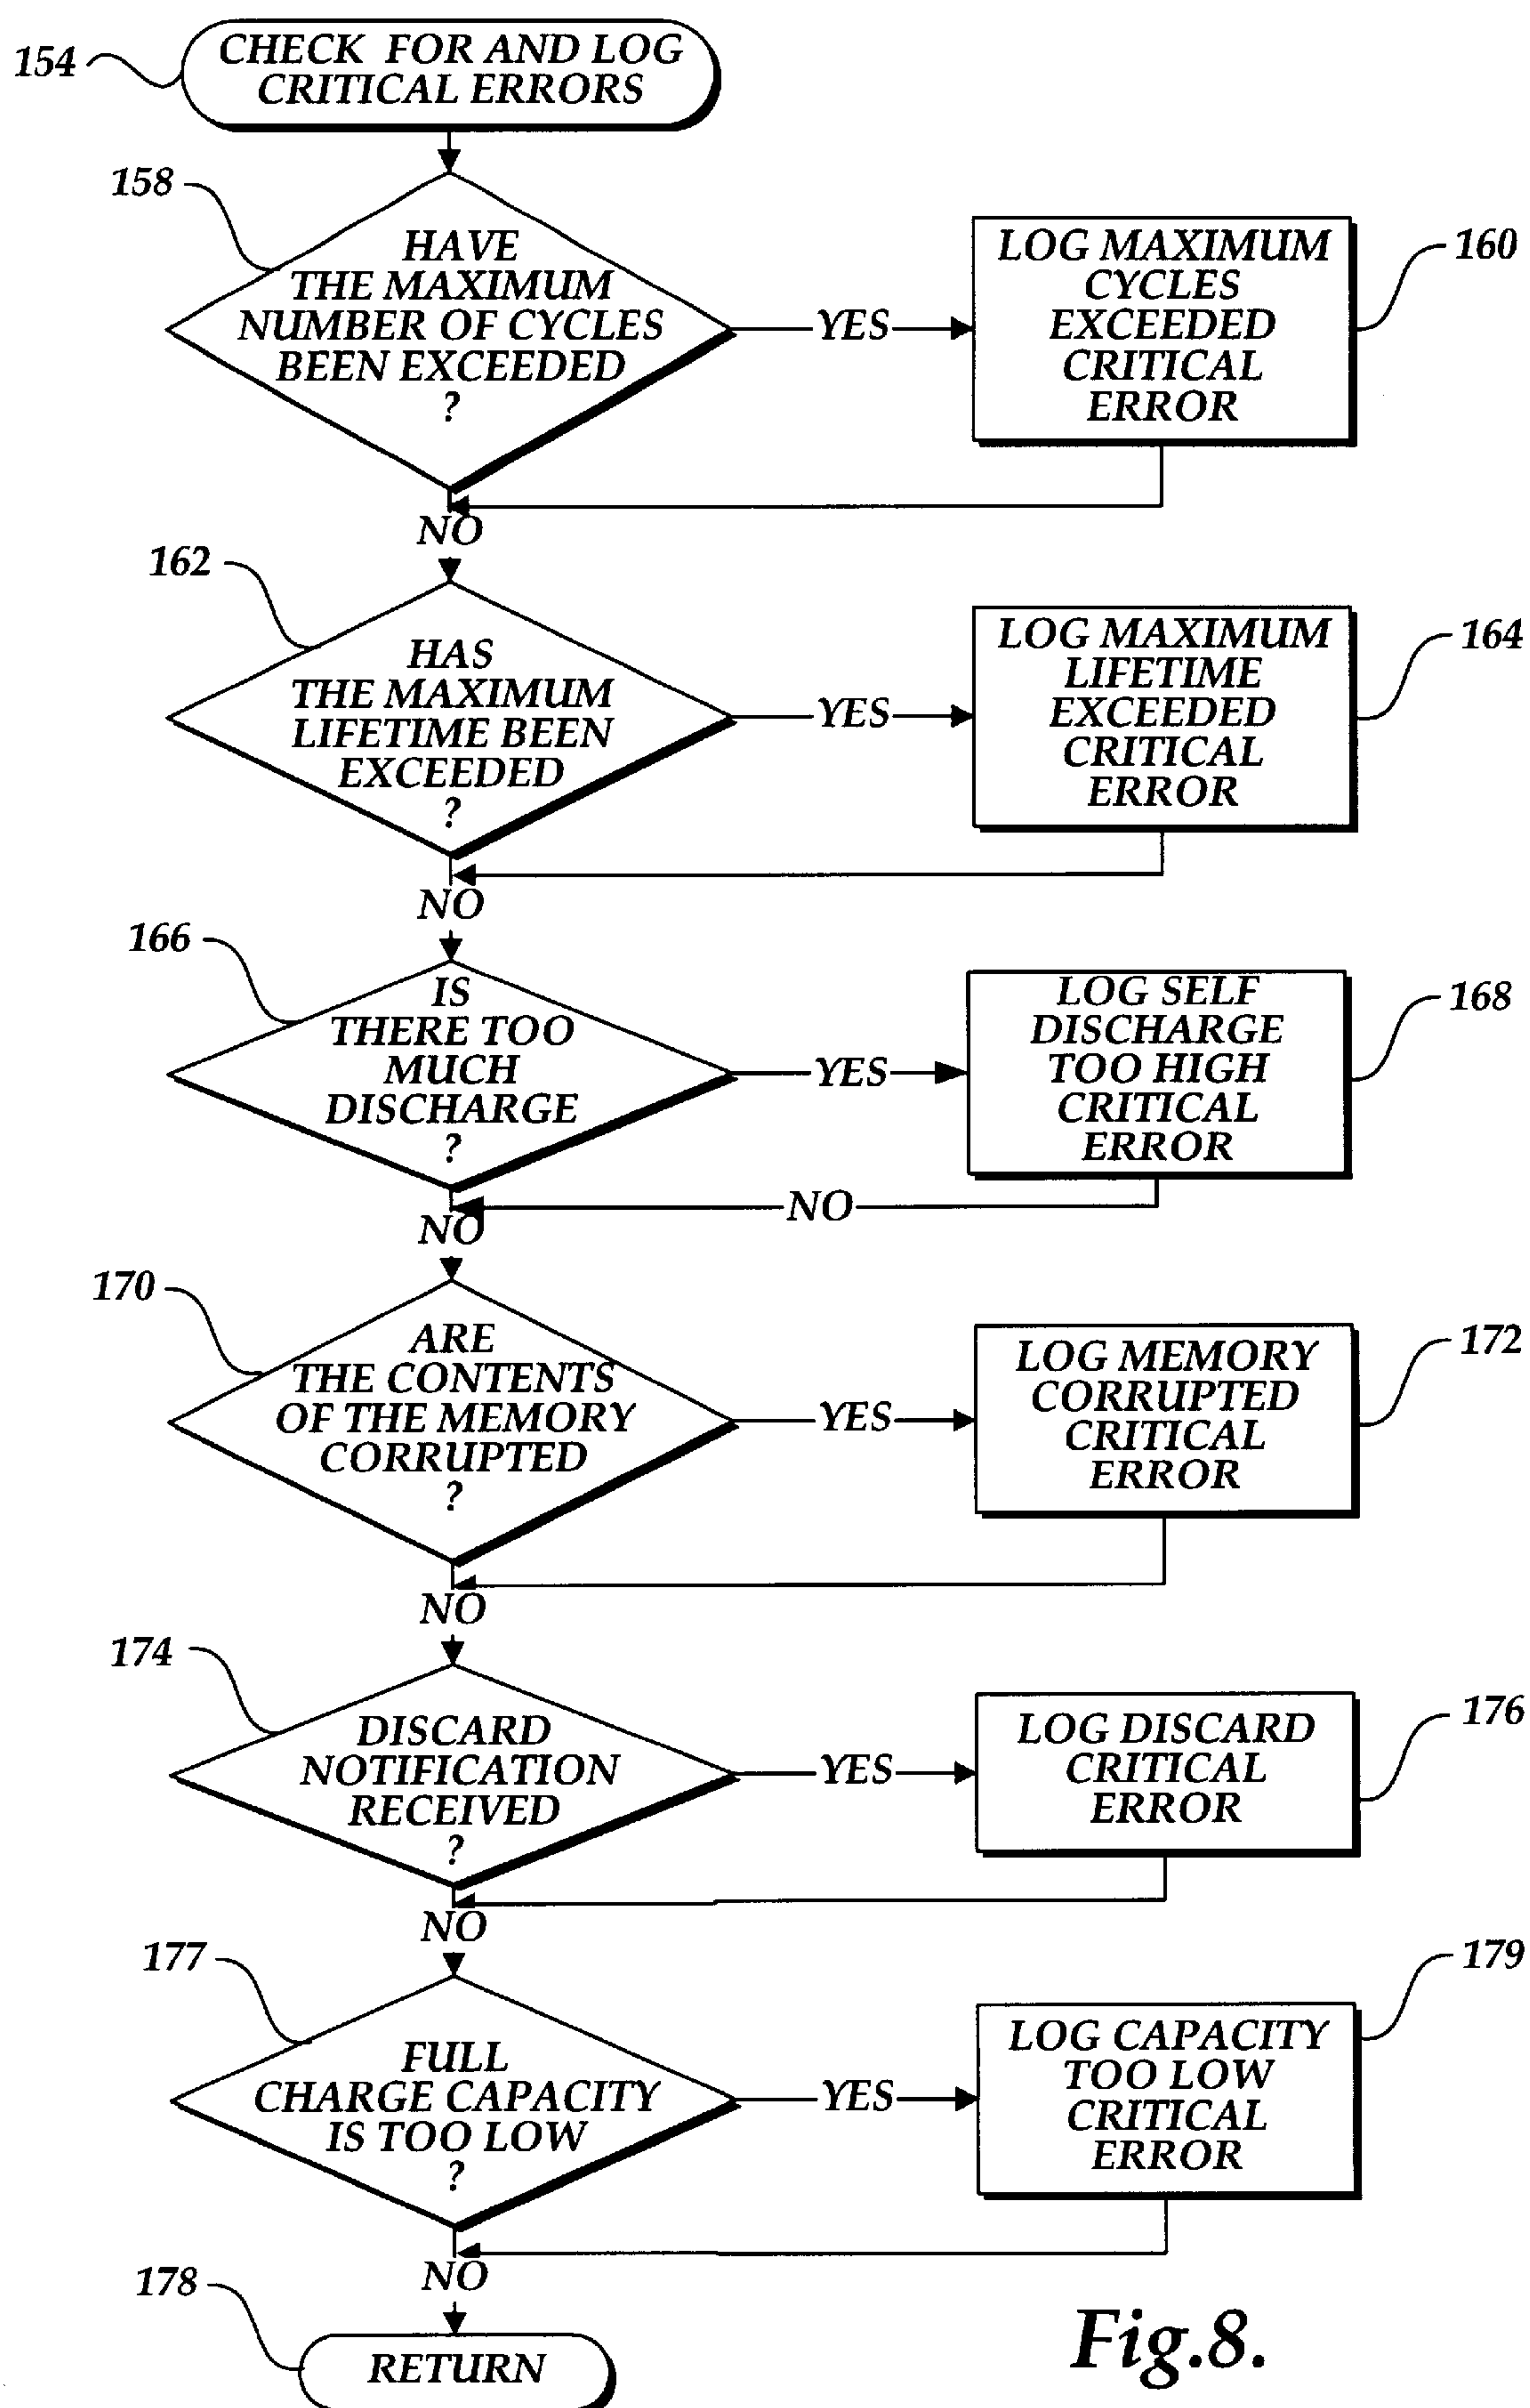 154
CHECK FOR AND LOG
CRITICAL ERRORS
158
HAVE
THE MAXIMUM
NUMBER OF CYCLES
BEEN EXCEEDED
?
YES
LOG MAXIMUM
CYCLES
EXCEEDED
CRITICAL
ERROR
160
NO
162
HAS
THE MAXIMUM
LIFETIME BEEN
EXCEEDED
?
YES
LOG MAXIMUM
LIFETIME
EXCEEDED
CRITICAL
ERROR
164
NO
166
IS
THERE TOO
MUCH
DISCHARGE
?
YES
LOG SELF
DISCHARGE
TOO HIGH
CRITICAL
ERROR
168
NO
NO
170
ARE
THE CONTENTS
OF THE MEMORY
CORRUPTED
?
YES
LOG MEMORY
CORRUPTED
CRITICAL
ERROR
172
NO
174
DISCARD
NOTIFICATION
RECEIVED
?
YES
LOG DISCARD
CRITICAL
ERROR
176
NO
177
FULL
CHARGE CAPACITY
IS TOO LOW
?
YES
LOG CAPACITY
TOO LOW
CRITICAL
ERROR
179
NO
178
RETURN
Fig.8.